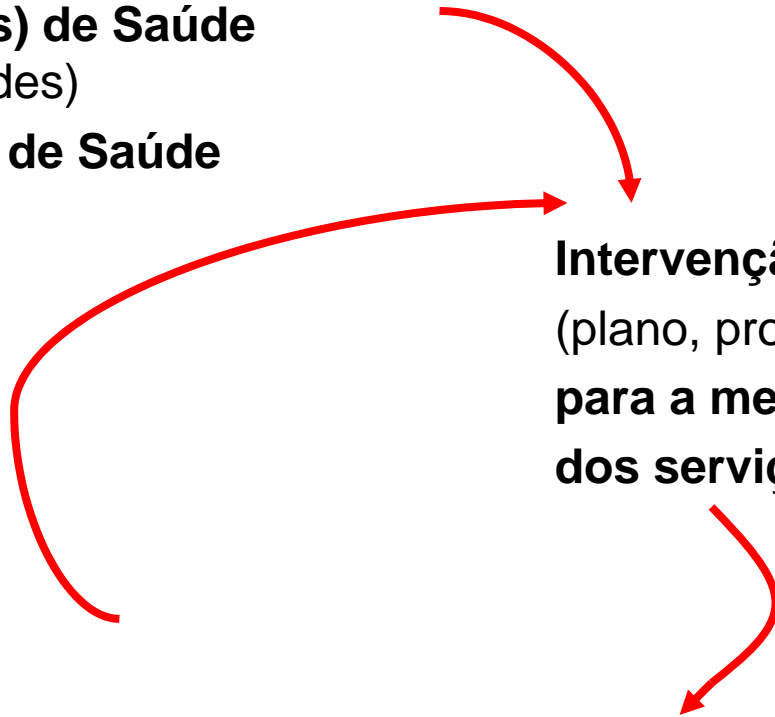 s) de Saúde
des)
de Saúde
Intervençã
(plano, pro
para a me
dos serviç